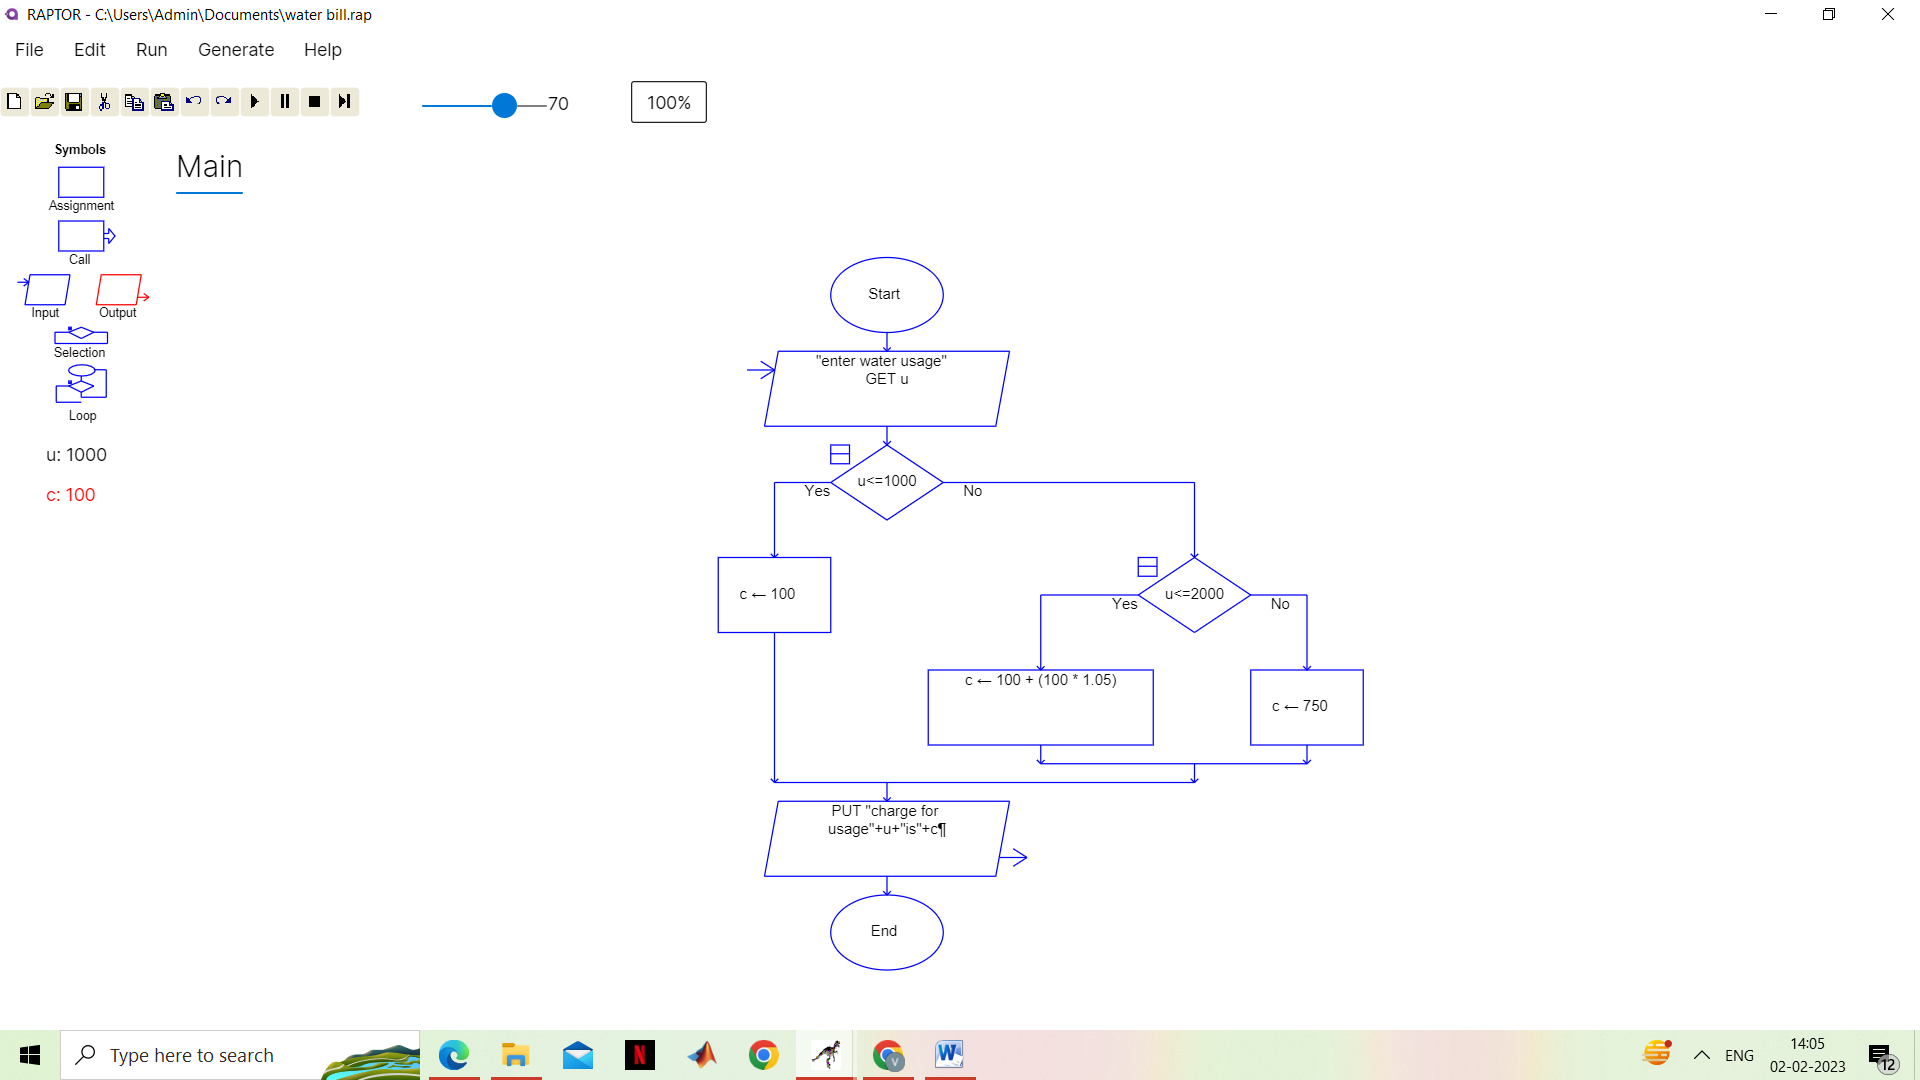 RAPTOR - C:\Users\Admin\Documents\water bill.rap
File Edit Run Generate Help
70
100%
Symbols
Assignment
Call
Input Output
Selection
Loop
u: 1000
c: 100
Main
Start
"enter water usage"
GET u
u<=1000
Yes No
c ← 100
u<=2000
Yes No
c ← 100 + (100 * 1.05)
c ← 750
PUT "charge for
usage"+u+"is"+c¶
End
Type here to search
N
V
W
ENG
14:05
02-02-2023
12